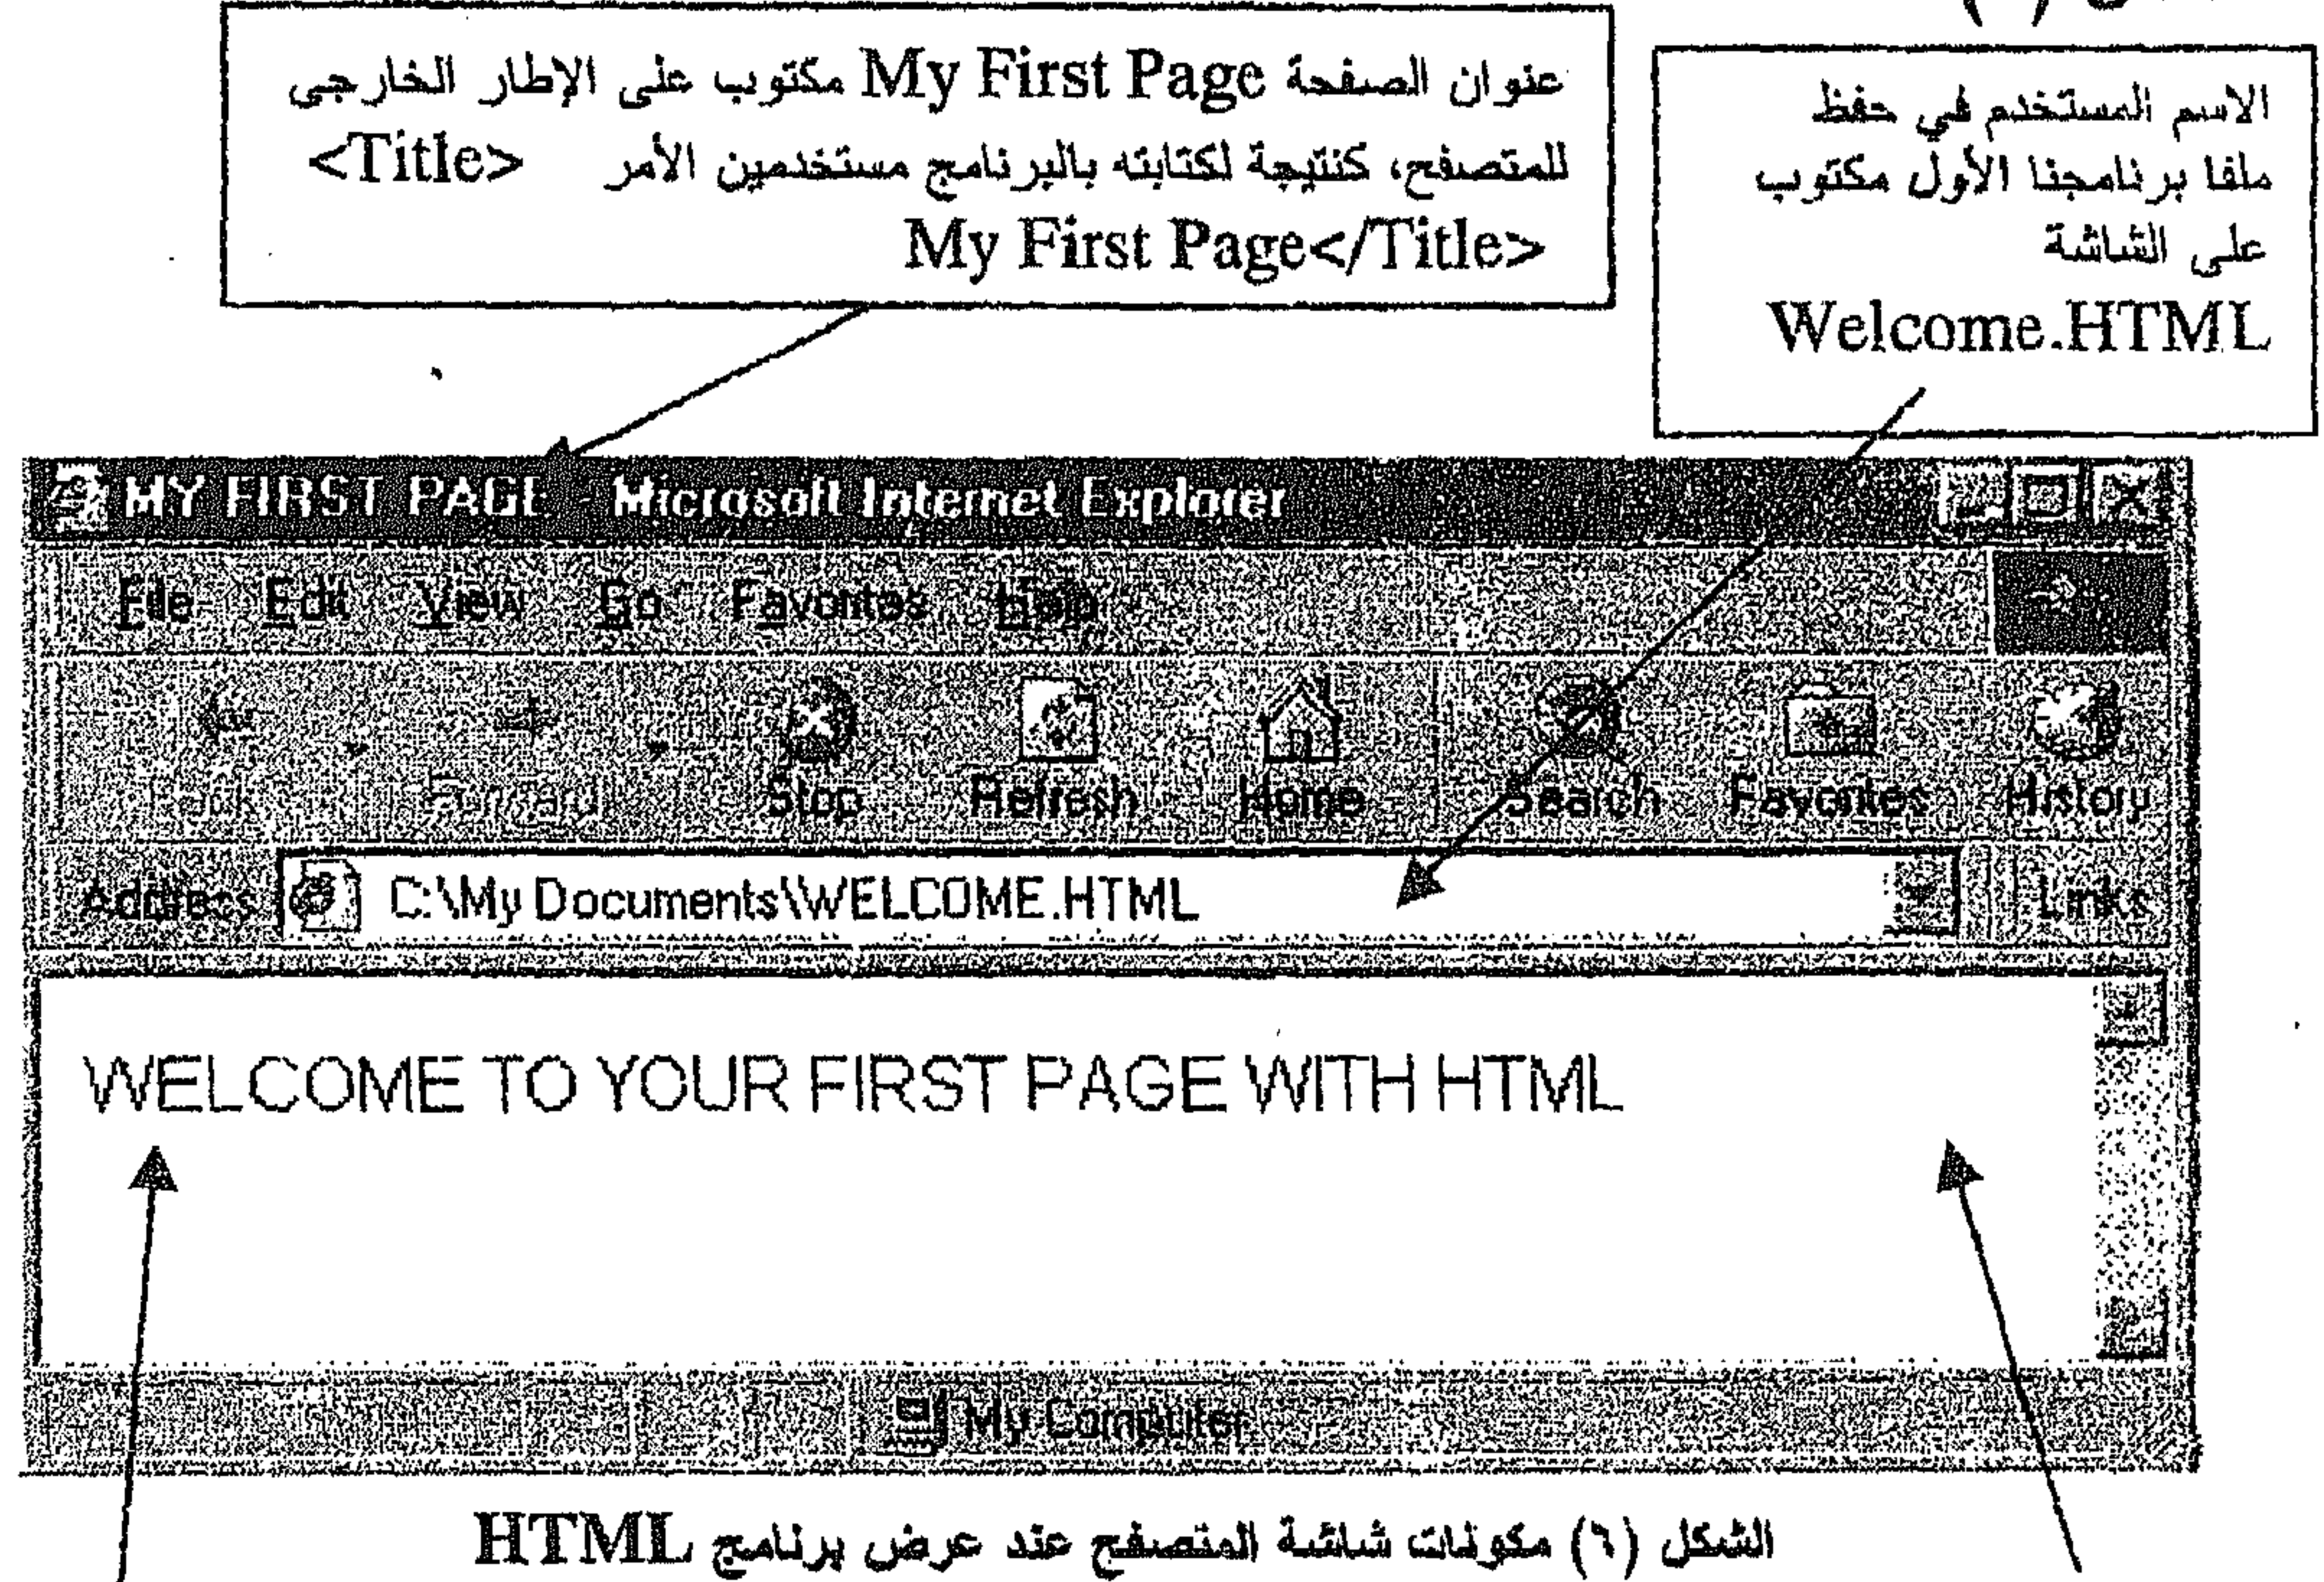 عنوان الصفحة My First Page مكتوب على الإطار الخارجي
للمتصفح، كنتيجة لكتابته بالبرنامج مستخدمين الأمر <Title>
My First Page</Title>
الاسم المستخدم في حفظ
ملفا برنامجنا الأول مكتوب
على الشاشة
Welcome.HTML
MY FIRST PAGE - Microsoft Internet Explorer
File Edit View Go Favorites Help
Back Forward Stop Refresh Home Search Favorites History
Address C:\My Documents\WELCOME.HTML Links
WELCOME TO YOUR FIRST PAGE WITH HTML
My Computer
الشكل (٦) مكونات شاشة المتصفح عند عرض برنامج HTML